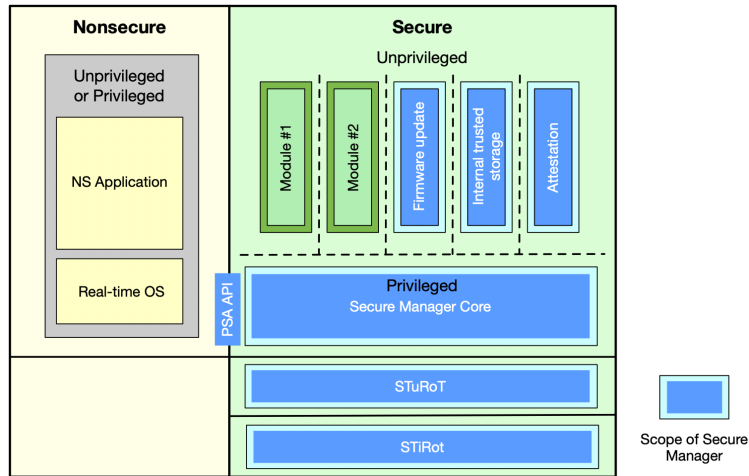 Nonsecure
Secure
Unprivileged
or Privileged
NS Application
Real-time OS
Unprivileged
Module #1
Module #2
Firmware update
Internal trusted
storage
Attestation
PSA API
Privileged
Secure Manager Core
STuRoT
STiRot
Scope of Secure
Manager